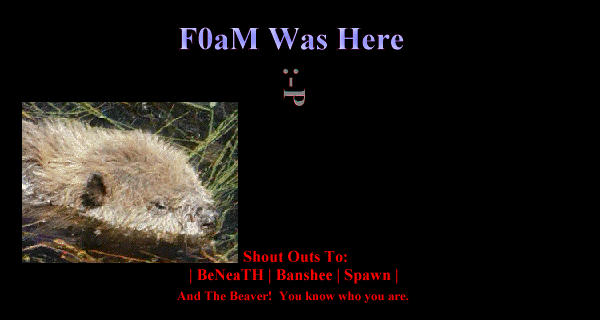 F0aM Was Here
:-P
Shout Outs To:
| BeNeaTH | Banshee | Spawn |
And The Beaver! You know who you are.